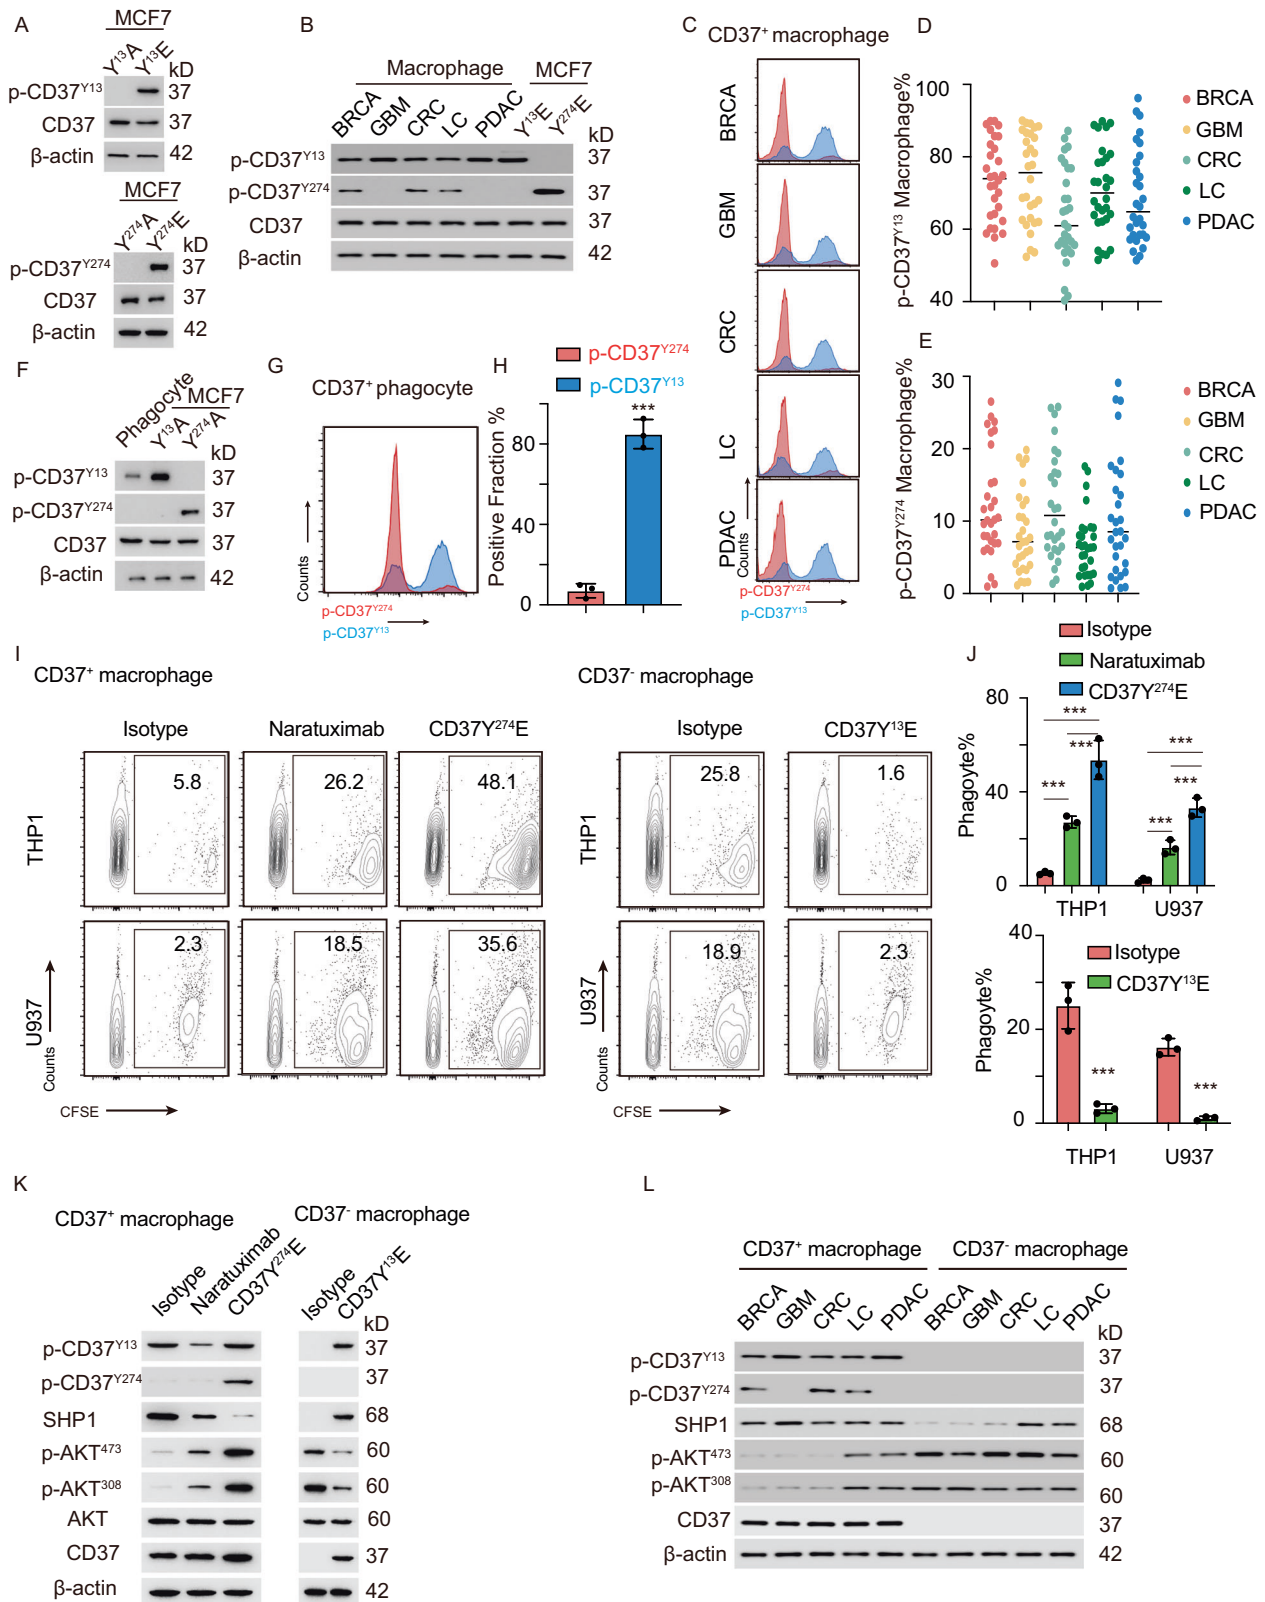 A
MCF7
Y¹³A
Y¹³E
kD
p-CD37ʸ¹³
37
CD37
37
β-actin
42
MCF7
Y²⁷⁴A
Y²⁷⁴E
kD
p-CD37ʸ²⁷⁴
37
CD37
37
β-actin
42
B
Macrophage
MCF7
BRCA
GBM
CRC
LC
PDAC
Y¹³E
Y²⁷⁴E
kD
p-CD37ʸ¹³
37
p-CD37ʸ²⁷⁴
37
CD37
37
β-actin
42
C
CD37⁺ macrophage
BRCA
GBM
CRC
LC
PDAC
Counts
p-CD37ʸ²⁷⁴
p-CD37ʸ¹³
D
p-CD37ʸ¹³ Macrophage%
100
80
60
40
BRCA
GBM
CRC
LC
PDAC
E
p-CD37ʸ²⁷⁴ Macrophage%
30
20
10
0
BRCA
GBM
CRC
LC
PDAC
F
Phagocyte
MCF7
Y¹³A
Y²⁷⁴A
kD
p-CD37ʸ¹³
37
p-CD37ʸ²⁷⁴
37
CD37
37
β-actin
42
G
CD37⁺ phagocyte
Counts
p-CD37ʸ²⁷⁴
p-CD37ʸ¹³
H
p-CD37ʸ²⁷⁴
p-CD37ʸ¹³
Positive Fraction %
80
40
0
***
I
CD37⁺ macrophage
Isotype
Naratuximab
CD37Y²⁷⁴E
THP1
5.8
26.2
48.1
U937
2.3
18.5
35.6
Counts
CFSE
CD37⁻ macrophage
Isotype
CD37Y¹³E
THP1
25.8
1.6
U937
18.9
2.3
Counts
CFSE
J
Isotype
Naratuximab
CD37Y²⁷⁴E
Phagoyte%
80
40
0
***
***
***
***
***
***
THP1
U937
Isotype
CD37Y¹³E
Phagoyte%
40
20
0
***
***
THP1
U937
K
CD37⁺ macrophage
CD37⁻ macrophage
Isotype
Naratuximab
CD37Y²⁷⁴E
Isotype
CD37Y¹³E
kD
p-CD37ʸ¹³
37
p-CD37ʸ²⁷⁴
37
SHP1
68
p-AKT⁴⁷³
60
p-AKT³⁰⁸
60
AKT
60
CD37
37
β-actin
42
L
CD37⁺ macrophage
CD37⁻ macrophage
BRCA
GBM
CRC
LC
PDAC
BRCA
GBM
CRC
LC
PDAC
kD
p-CD37ʸ¹³
37
p-CD37ʸ²⁷⁴
37
SHP1
68
p-AKT⁴⁷³
60
p-AKT³⁰⁸
60
CD37
37
β-actin
42